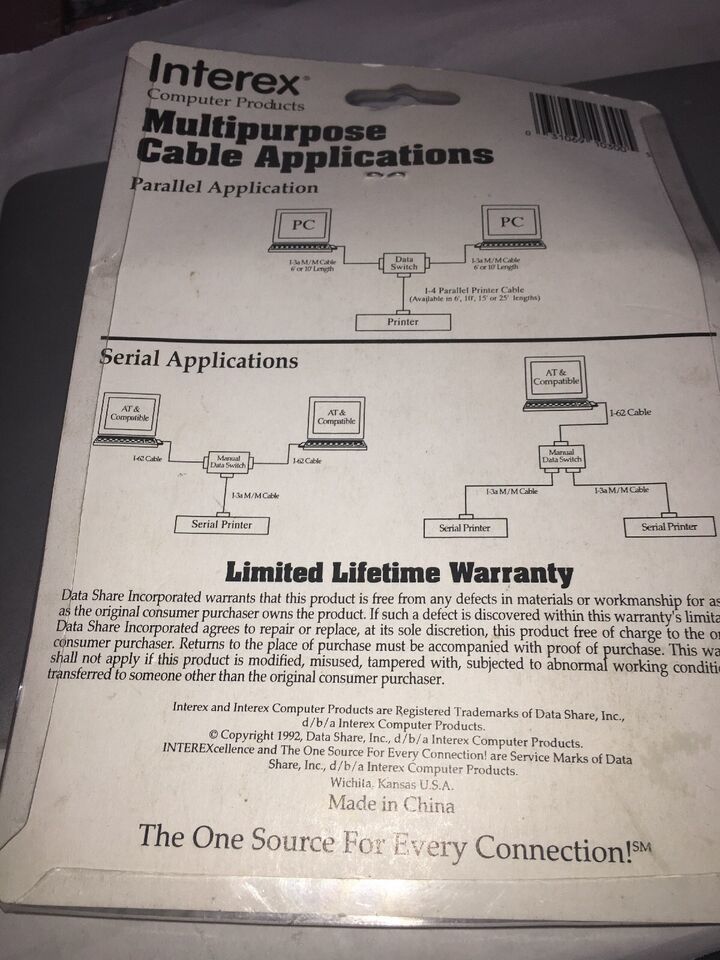 Interex®
Computer Products
Multipurpose
Cable Applications
0 31069 10300 3
Parallel Application
PC
PC
I-3a M/M Cable
6' or 10' Length
Data
Switch
I-3a M/M Cable
6' or 10' Length
I-4 Parallel Printer Cable
(Available in 6', 10', 15' or 25' lengths)
Printer
Serial Applications
AT &
Compatible
AT &
Compatible
I-62 Cable
Manual
Data Switch
I-62 Cable
I-3a M/M Cable
Serial Printer
AT &
Compatible
I-62 Cable
Manual
Data Switch
I-3a M/M Cable
I-3a M/M Cable
Serial Printer
Serial Printer
Limited Lifetime Warranty
Data Share Incorporated warrants that this product is free from any defects in materials or workmanship for as
as the original consumer purchaser owns the product. If such a defect is discovered within this warranty's limita
Data Share Incorporated agrees to repair or replace, at its sole discretion, this product free of charge to the o
consumer purchaser. Returns to the place of purchase must be accompanied with proof of purchase. This wa
shall not apply if this product is modified, misused, tampered with, subjected to abnormal working conditi
transferred to someone other than the original consumer purchaser.
Interex and Interex Computer Products are Registered Trademarks of Data Share, Inc.,
d/b/a Interex Computer Products.
© Copyright 1992, Data Share, Inc., d/b/a Interex Computer Products.
INTEREXcellence and The One Source For Every Connection! are Service Marks of Data
Share, Inc., d/b/a Interex Computer Products.
Wichita, Kansas U.S.A.
Made in China
The One Source For Every Connection!SM